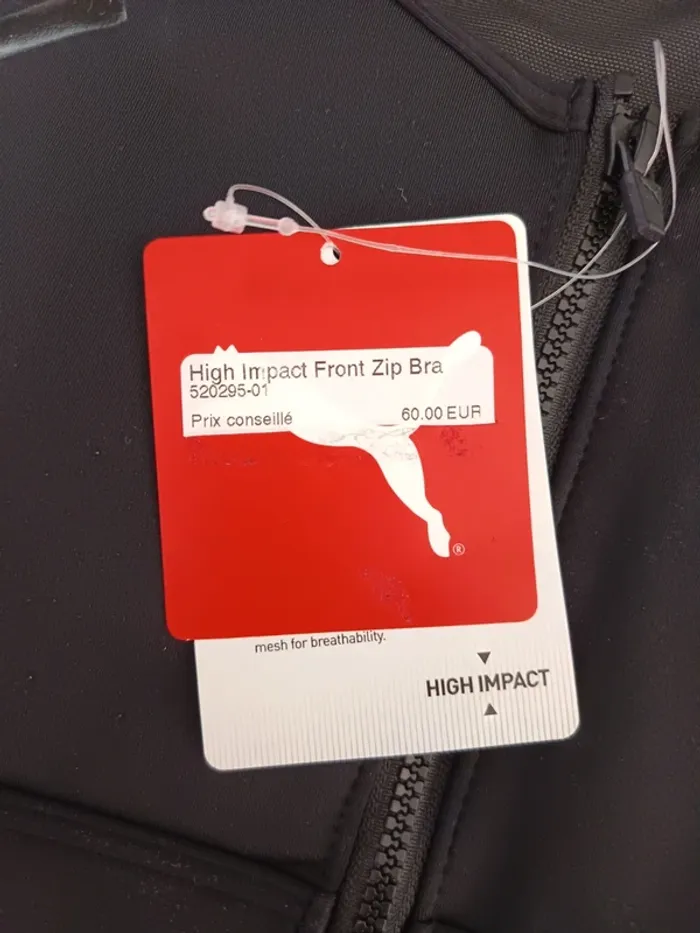 High Impact Front Zip Bra
520295-01
Prix conseillé 60.00 EUR
®
mesh for breathability.
HIGH IMPACT